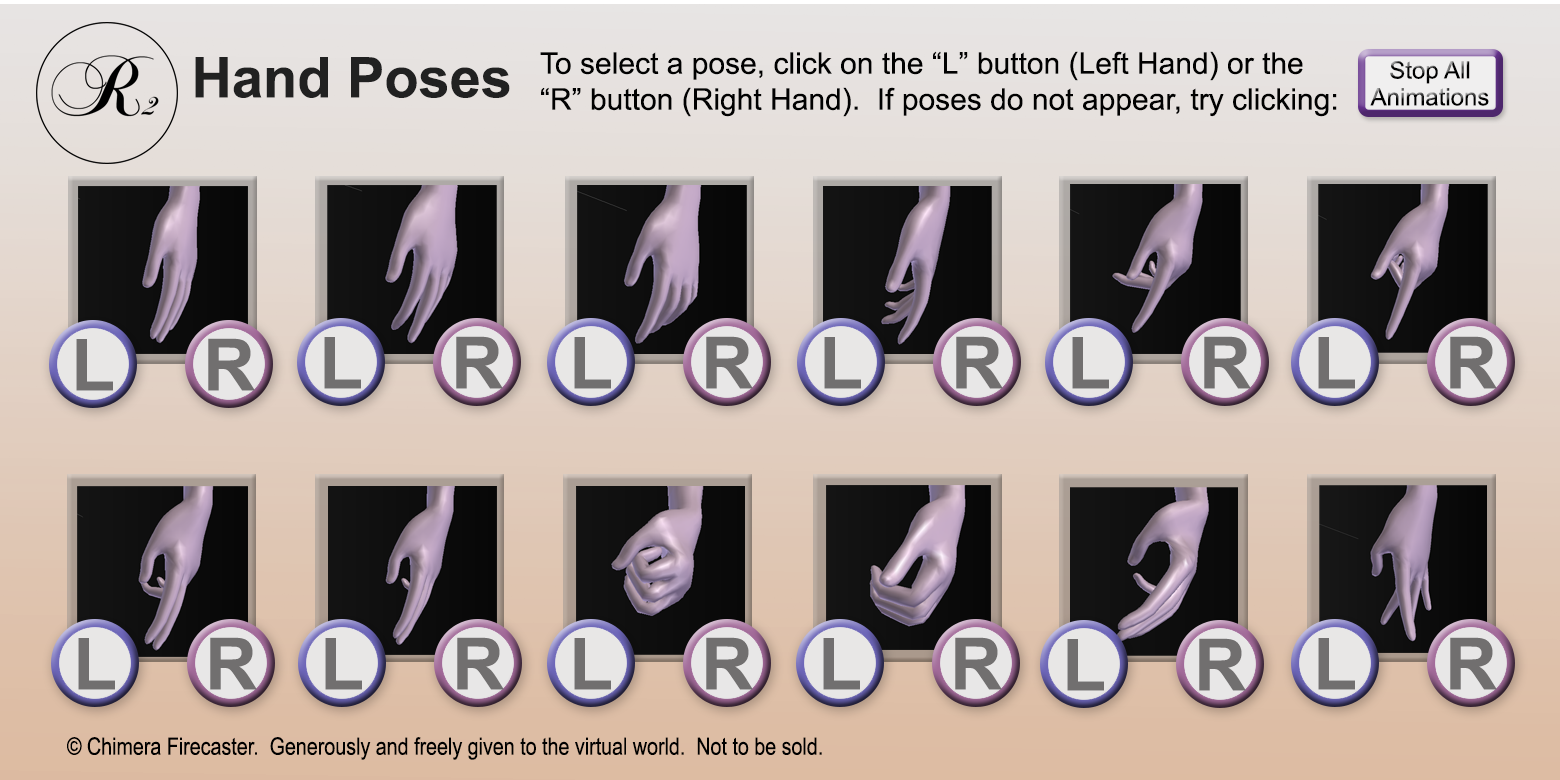 R2
Hand Poses
To select a pose, click on the “L” button (Left Hand) or the
“R” button (Right Hand).  If poses do not appear, try clicking:
Stop All
Animations
L R L R L R L R L R L R
L R L R L R L R L R L R
© Chimera Firecaster.  Generously and freely given to the virtual world.  Not to be sold.